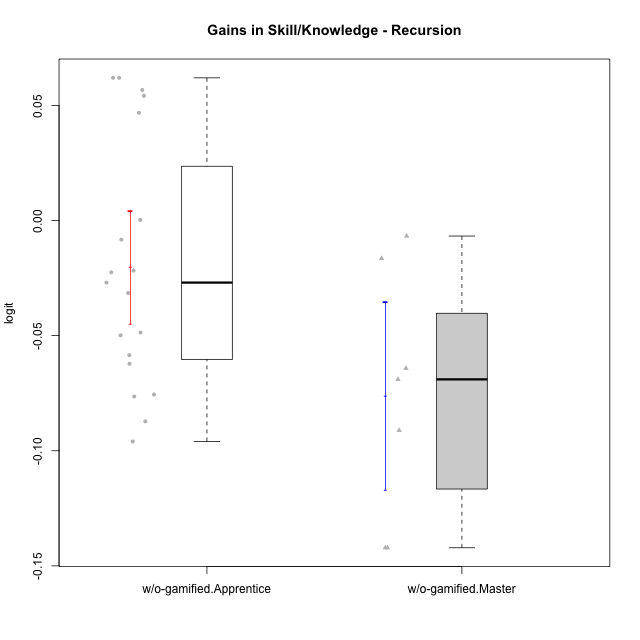 Gains in Skill/Knowledge - Recursion
0.05
0.00
-0.05
-0.10
-0.15
logit
w/o-gamified.Apprentice
w/o-gamified.Master